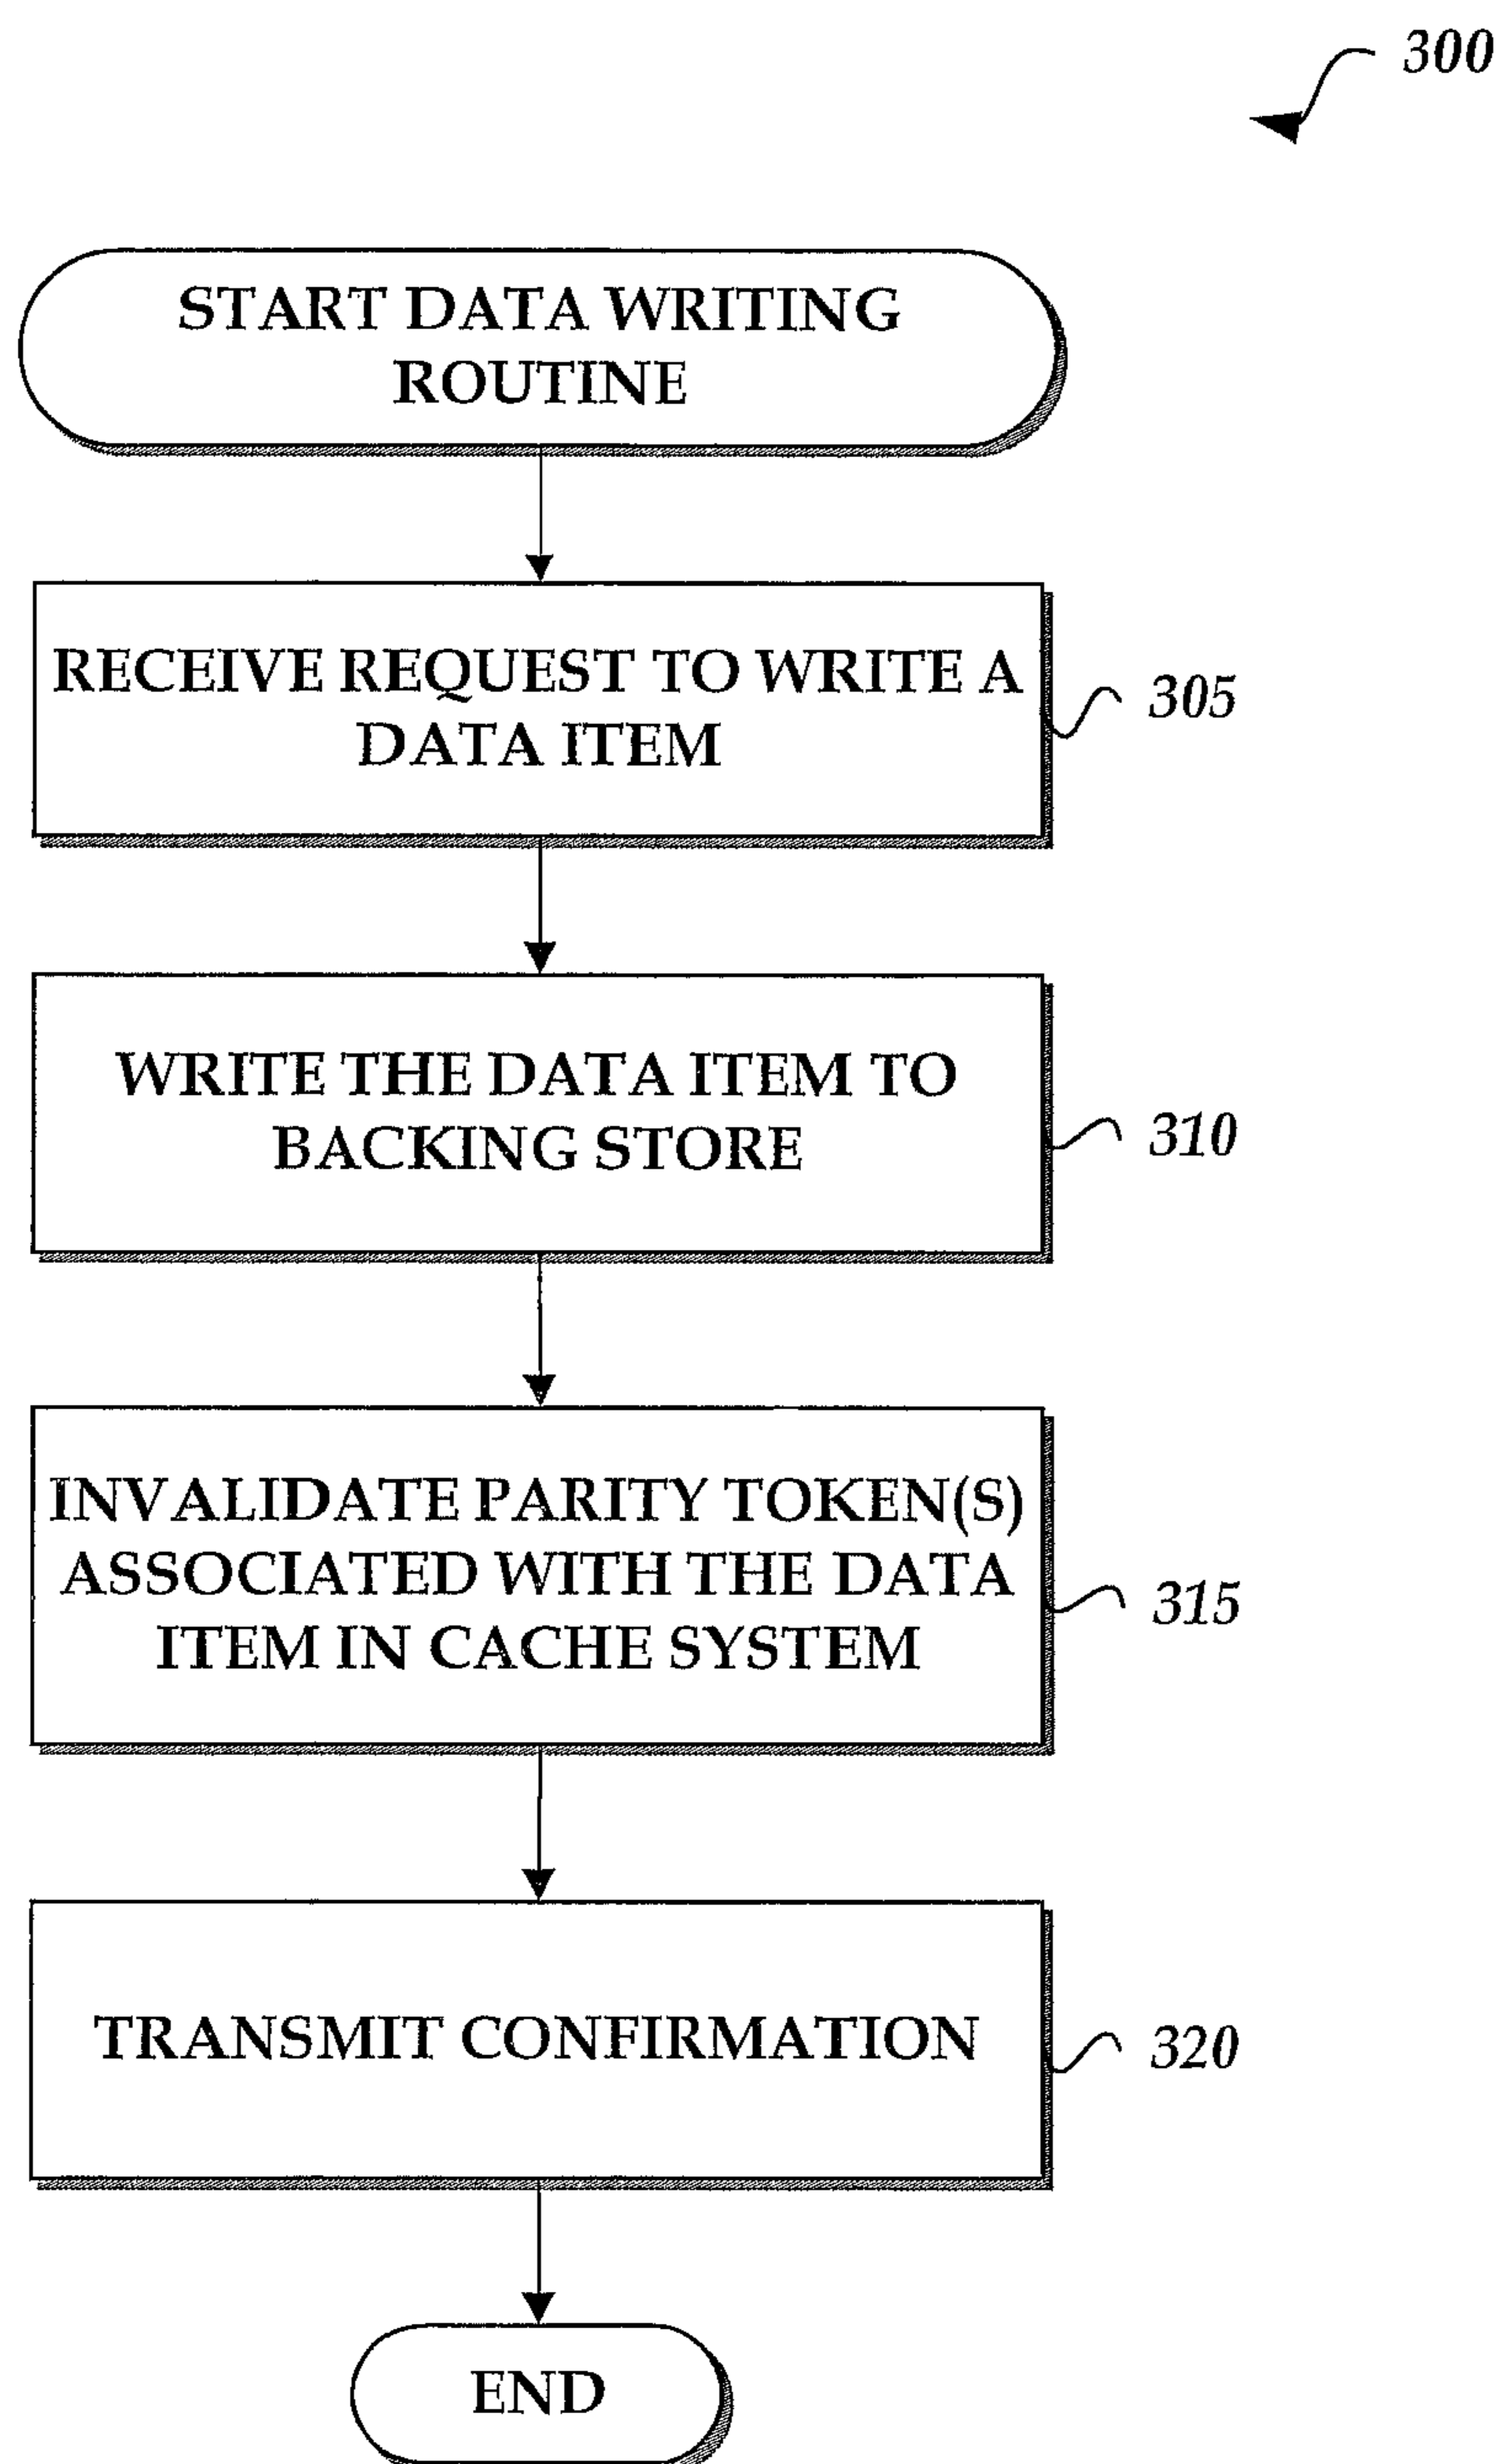 300
START DATA WRITING
ROUTINE
RECEIVE REQUEST TO WRITE A
DATA ITEM
305
WRITE THE DATA ITEM TO
BACKING STORE
310
INVALIDATE PARITY TOKEN(S)
ASSOCIATED WITH THE DATA
ITEM IN CACHE SYSTEM
315
TRANSMIT CONFIRMATION
320
END